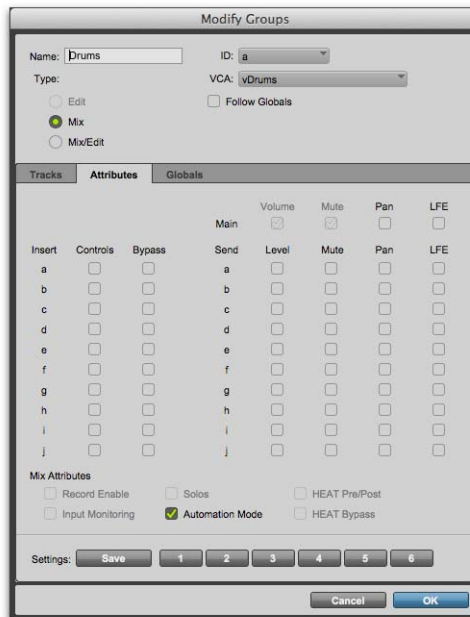 Modify Groups
Name: Drums ID: a
Type: VCA: vDrums
Edit Follow Globals
Mix
Mix/Edit
Tracks Attributes Globals
Volume Mute Pan LFE
Main
Insert Controls Bypass Send Level Mute Pan LFE
a a
b b
c c
d d
e e
f f
g g
h h
i i
j j
Mix Attributes
Record Enable Solos HEAT Pre/Post
Input Monitoring Automation Mode HEAT Bypass
Settings: Save 1 2 3 4 5 6
Cancel OK